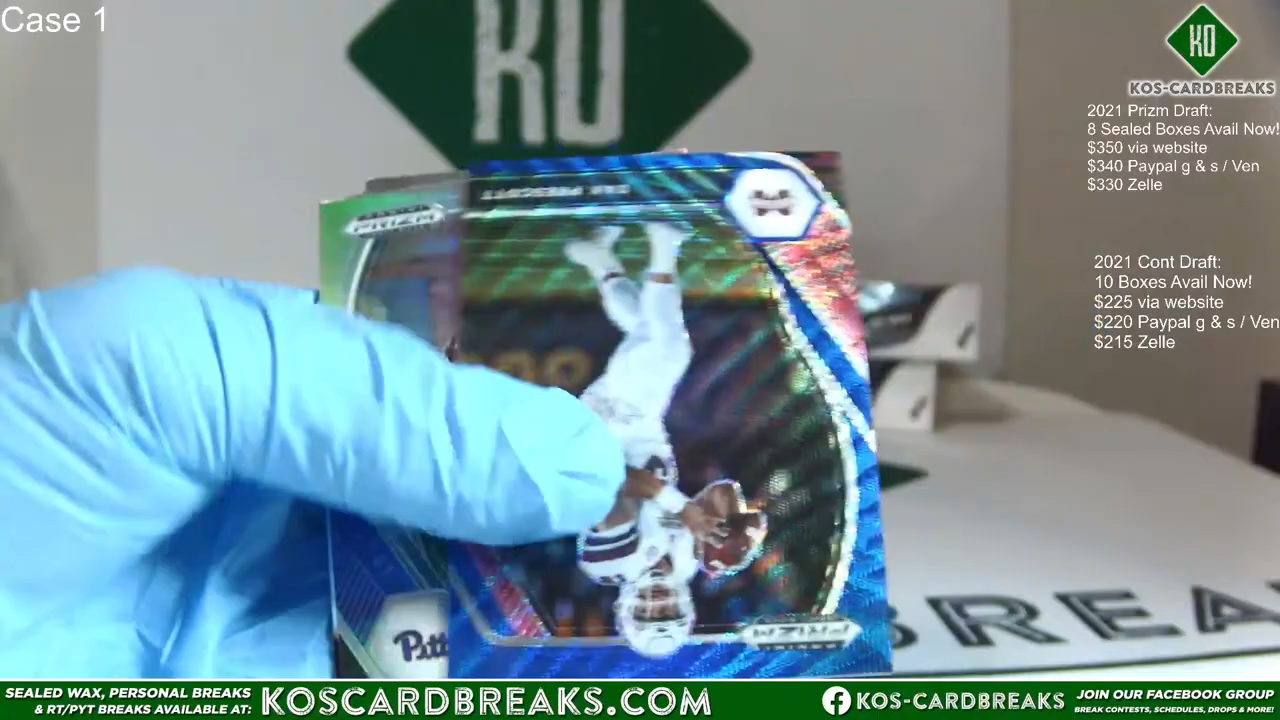 Case 1
KO
KO
KOS-CARDBREAKS
2021 Prizm Draft:
8 Sealed Boxes Avail Now!
$350 via website
$340 Paypal g & s / Ven
$330 Zelle
2021 Cont Draft:
10 Boxes Avail Now!
$225 via website
$220 Paypal g & s / Ven
$215 Zelle
DAK PRESCOTT
PRIZM
PRIZM
Pitt
BREA
SEALED WAX, PERSONAL BREAKS
& RT/PYT BREAKS AVAILABLE AT:
KOSCARDBREAKS.COM
KOS-CARDBREAKS
JOIN OUR FACEBOOK GROUP
BREAK CONTESTS, SCHEDULES, DROPS & MORE!